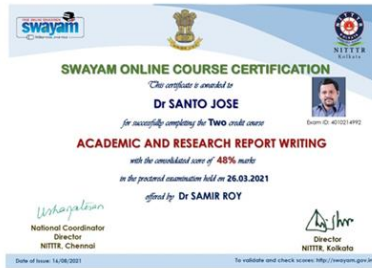 swayam
NITTTR
Kolkata
SWAYAM ONLINE COURSE CERTIFICATION
This certificate is awarded to
Dr SANTO JOSE
for successfully completing the Two credit course
Exam ID: 4010214992
ACADEMIC AND RESEARCH REPORT WRITING
with the consolidated score of 48% marks
in the proctored examination held on 26.03.2021
offered by Dr SAMIR ROY
National Coordinator
Director
NITTTR, Chennai
Director
NITTTR, Kolkata
Date of Issue: 16/08/2021
To validate and check scores: http://swayam.gov.in